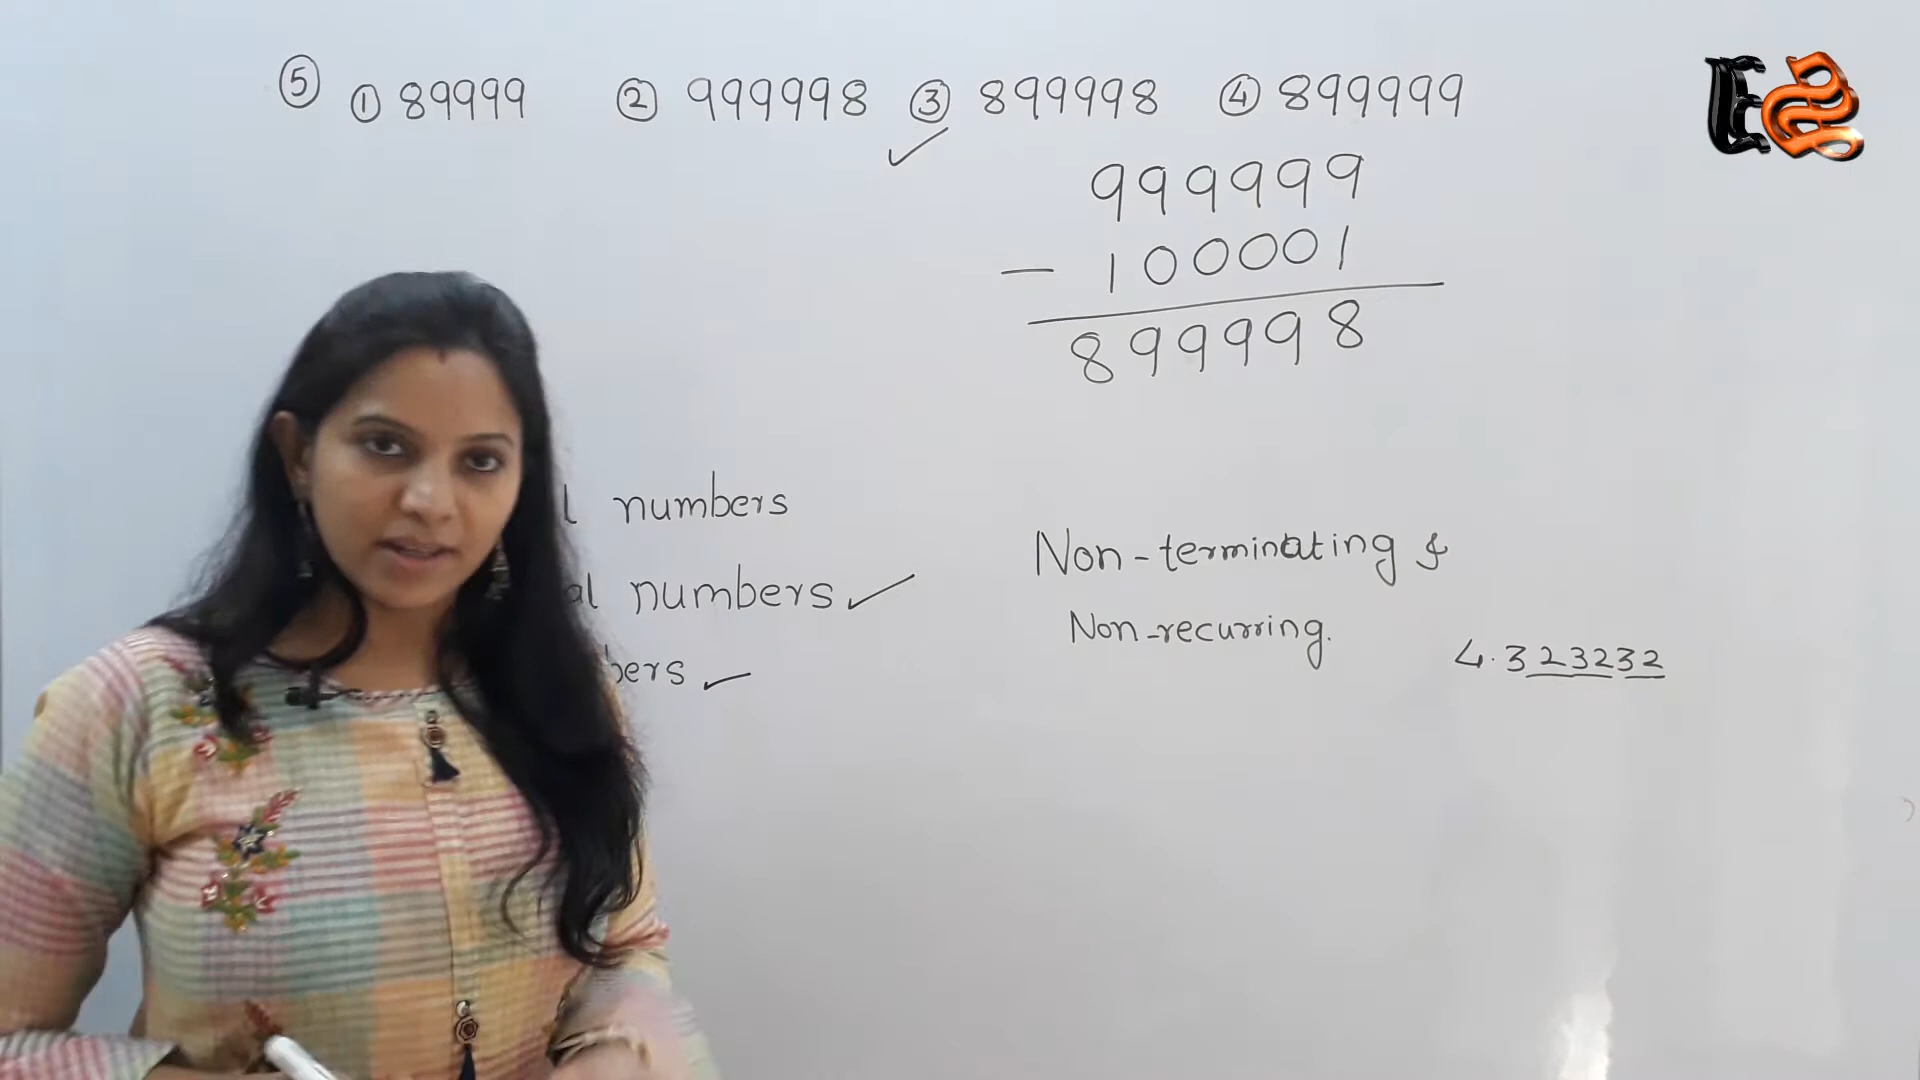 ⑤ ① 89999 ② 999998 ③ 899998 ④ 899999
999999
- 100001
899998
numbers
numbers ✓
✓
Non-terminating &
Non-recurring.
4.323232